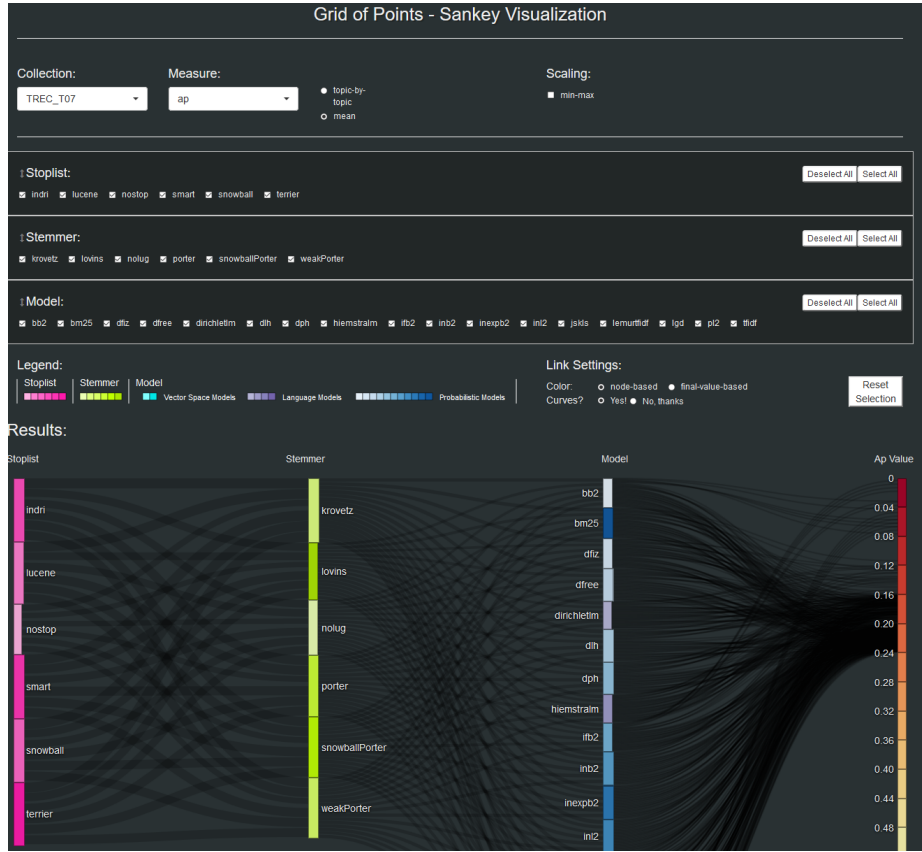 Grid of Points - Sankey Visualization
Collection: Measure: Scaling:
TREC_T07 ap topic-by-topic min-max
mean
Stoplist: Deselect All Select All
indri lucene nostop smart snowball terrier
Stemmer: Deselect All Select All
krovetz lovins nolug porter snowballPorter weakPorter
Model: Deselect All Select All
bb2 bm25 dfiz dfree dirichletlm dlh dph hiemstralm ifb2 inb2 inexpb2 inl2 jskls lemurtfidf lgd pl2 tfidf
Legend: Link Settings:
Stoplist Stemmer Model
Vector Space Models Language Models Probabilistic Models
Color: node-based final-value-based
Curves? Yes! No, thanks
Reset
Selection
Results:
Stoplist Stemmer Model Ap Value
indri
lucene
nostop
smart
snowball
terrier
krovetz
lovins
nolug
porter
snowballPorter
weakPorter
bb2
bm25
dfiz
dfree
dirichletlm
dlh
dph
hiemstralm
ifb2
inb2
inexpb2
inl2
0
0.04
0.08
0.12
0.16
0.20
0.24
0.28
0.32
0.36
0.40
0.44
0.48